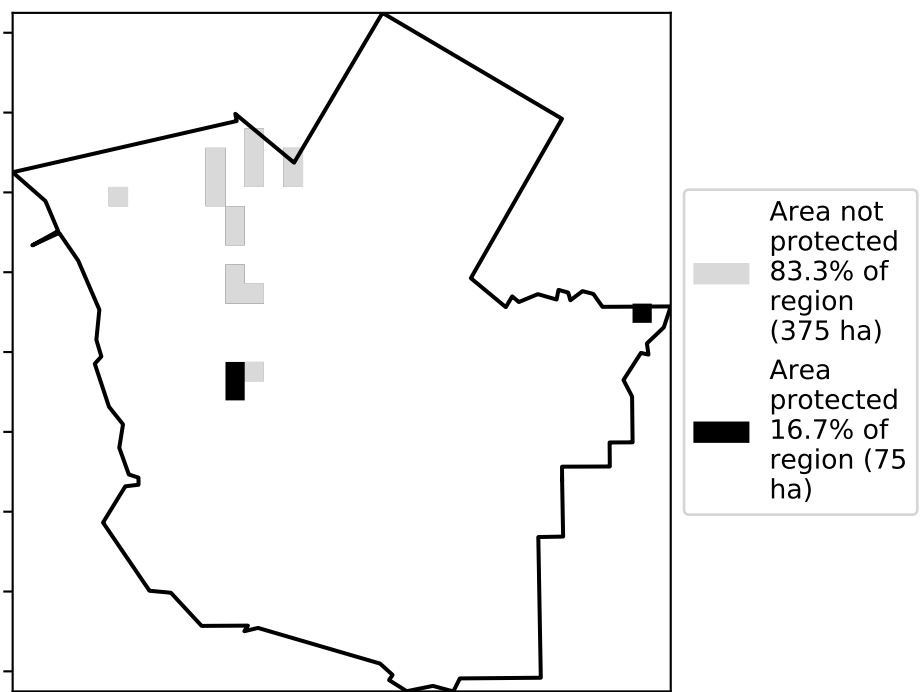 Area not
protected
83.3% of
region
(375 ha)
Area
protected
16.7% of
region (75
ha)